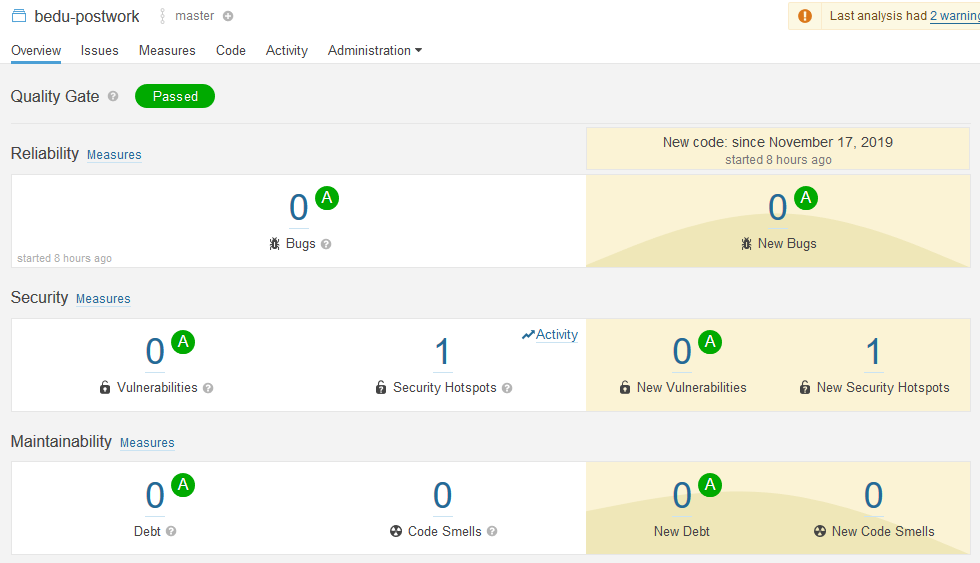 bedu-postwork master
Last analysis had 2 warning
Overview Issues Measures Code Activity Administration
Quality Gate ? Passed
Reliability Measures
New code: since November 17, 2019
started 8 hours ago
0 A
Bugs ?
started 8 hours ago
0 A
New Bugs
Security Measures
0 A
Vulnerabilities ?
1
Security Hotspots ?
Activity
0 A
New Vulnerabilities
1
New Security Hotspots
Maintainability Measures
0 A
Debt ?
0
Code Smells ?
0 A
New Debt
0
New Code Smells